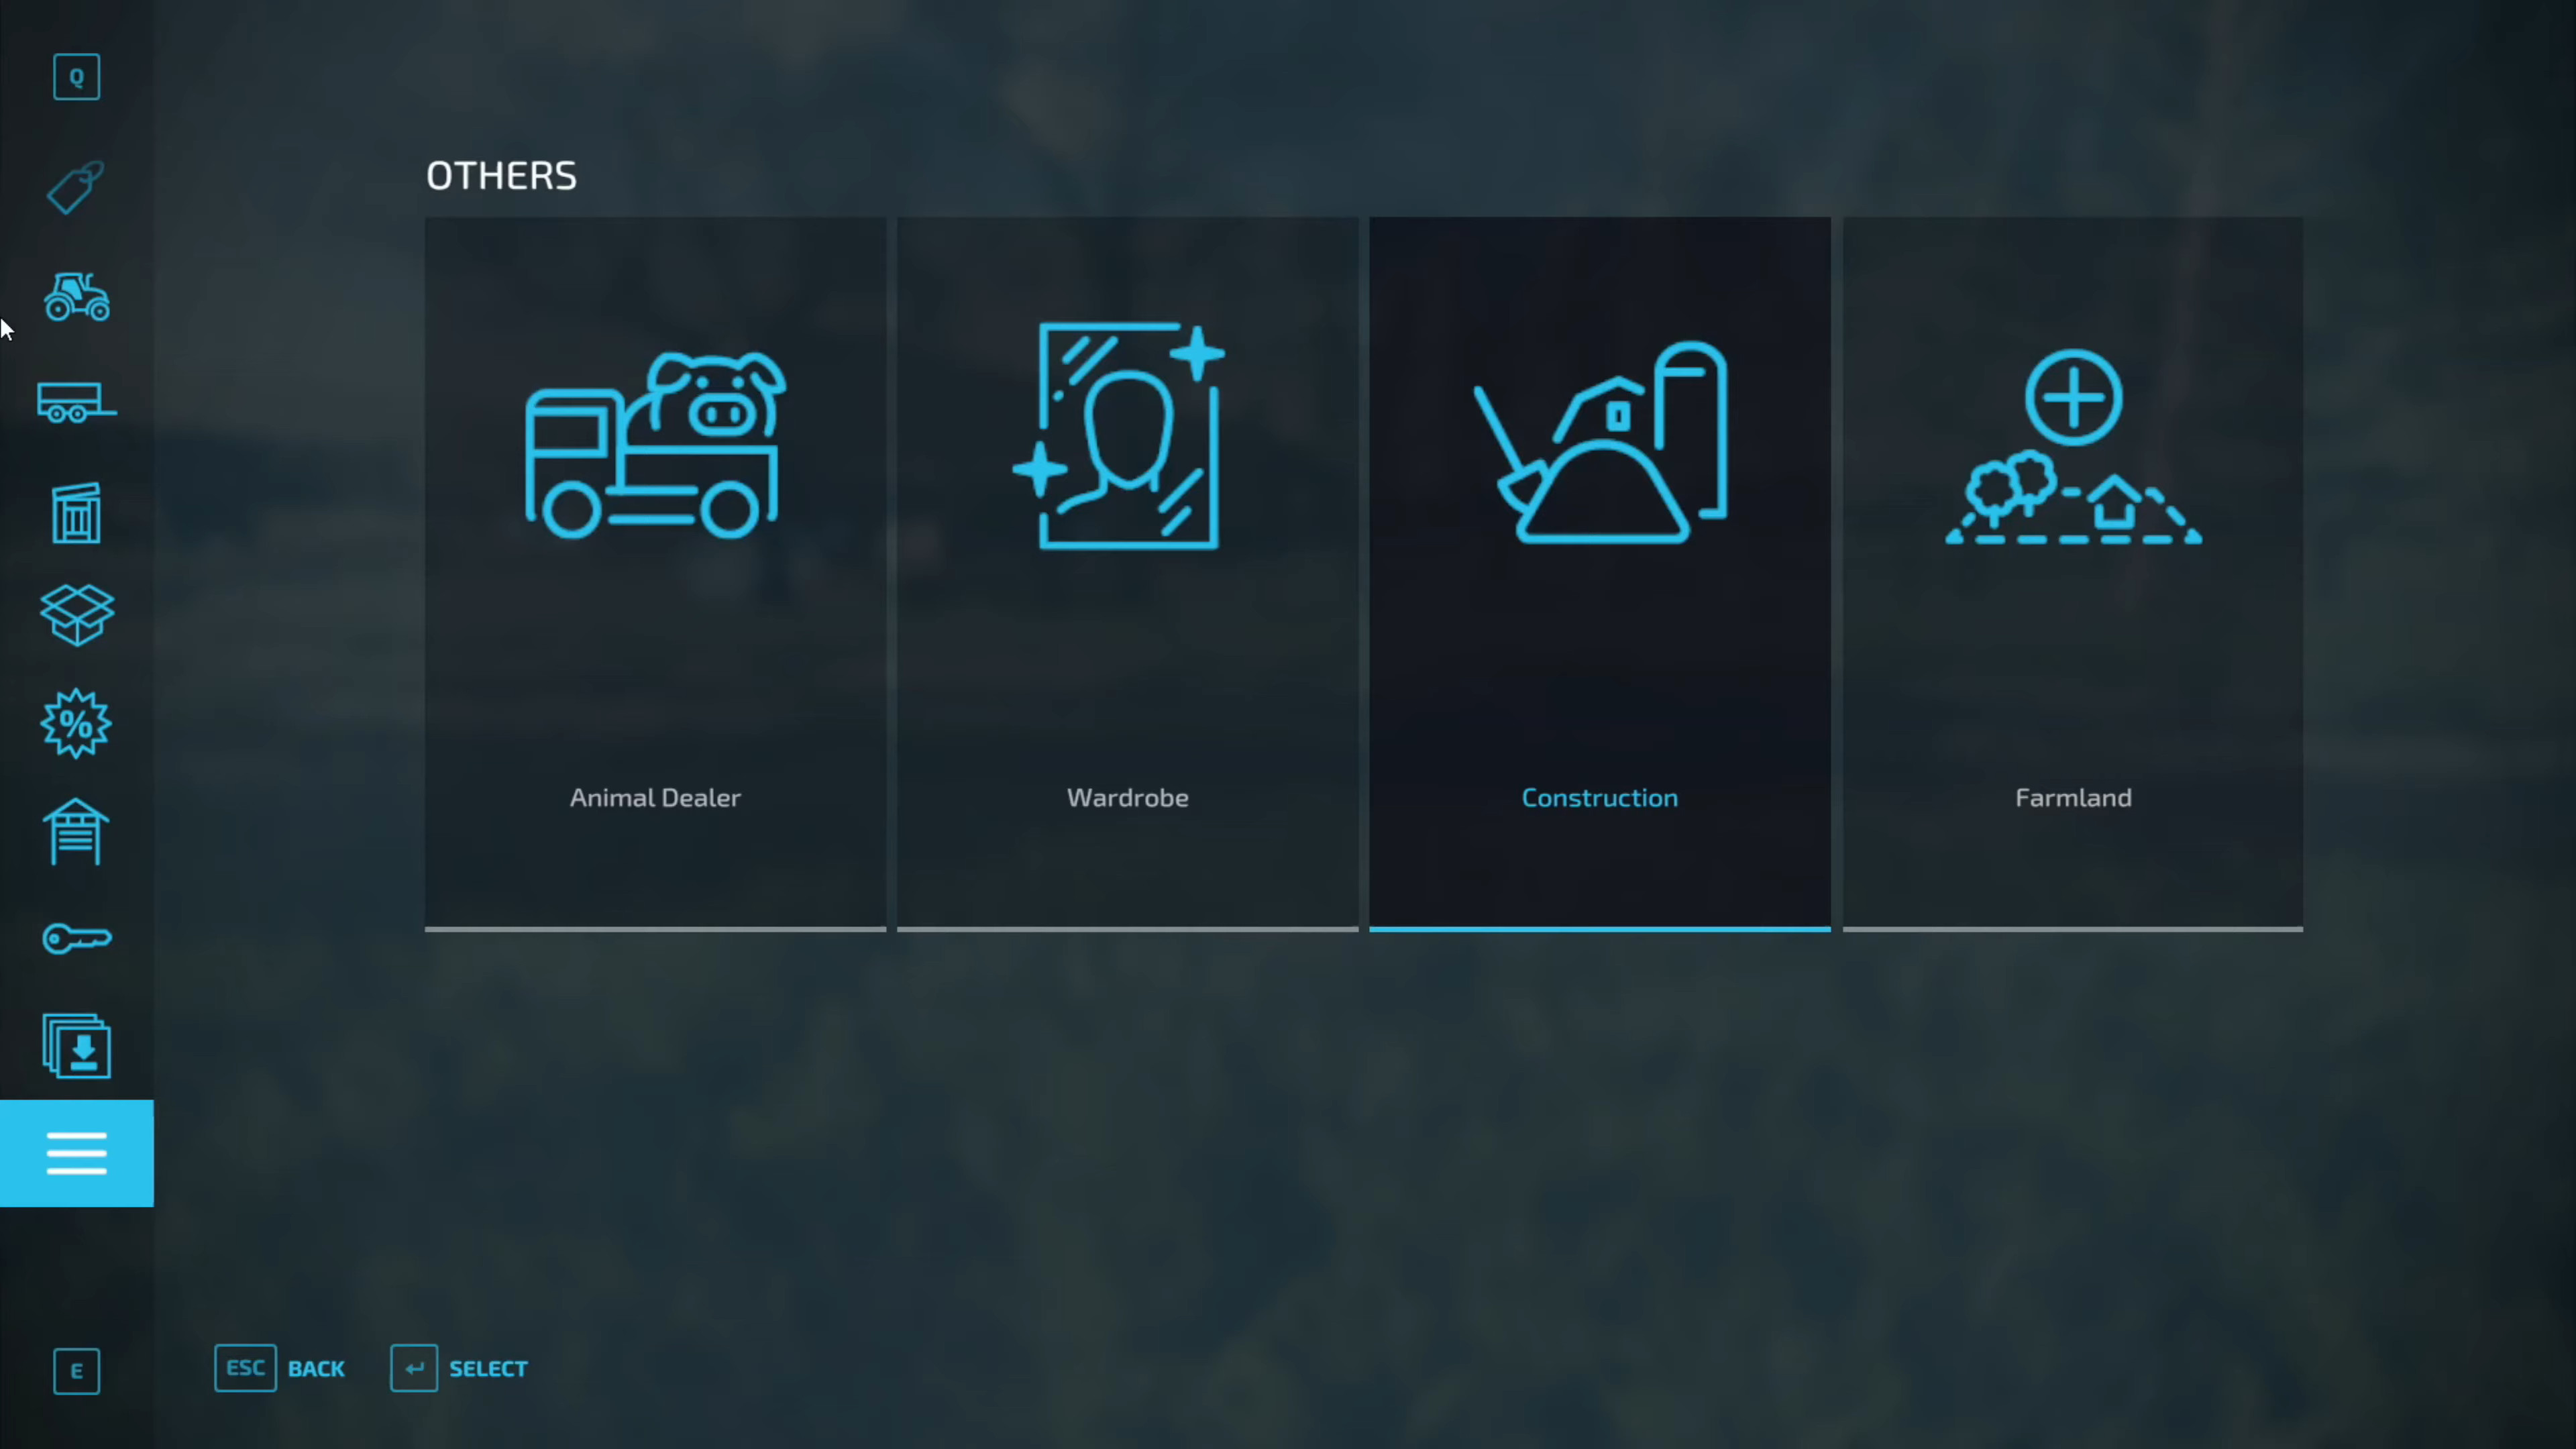 Q
OTHERS
%
Animal Dealer
Wardrobe
Construction
Farmland
E
ESC BACK
SELECT